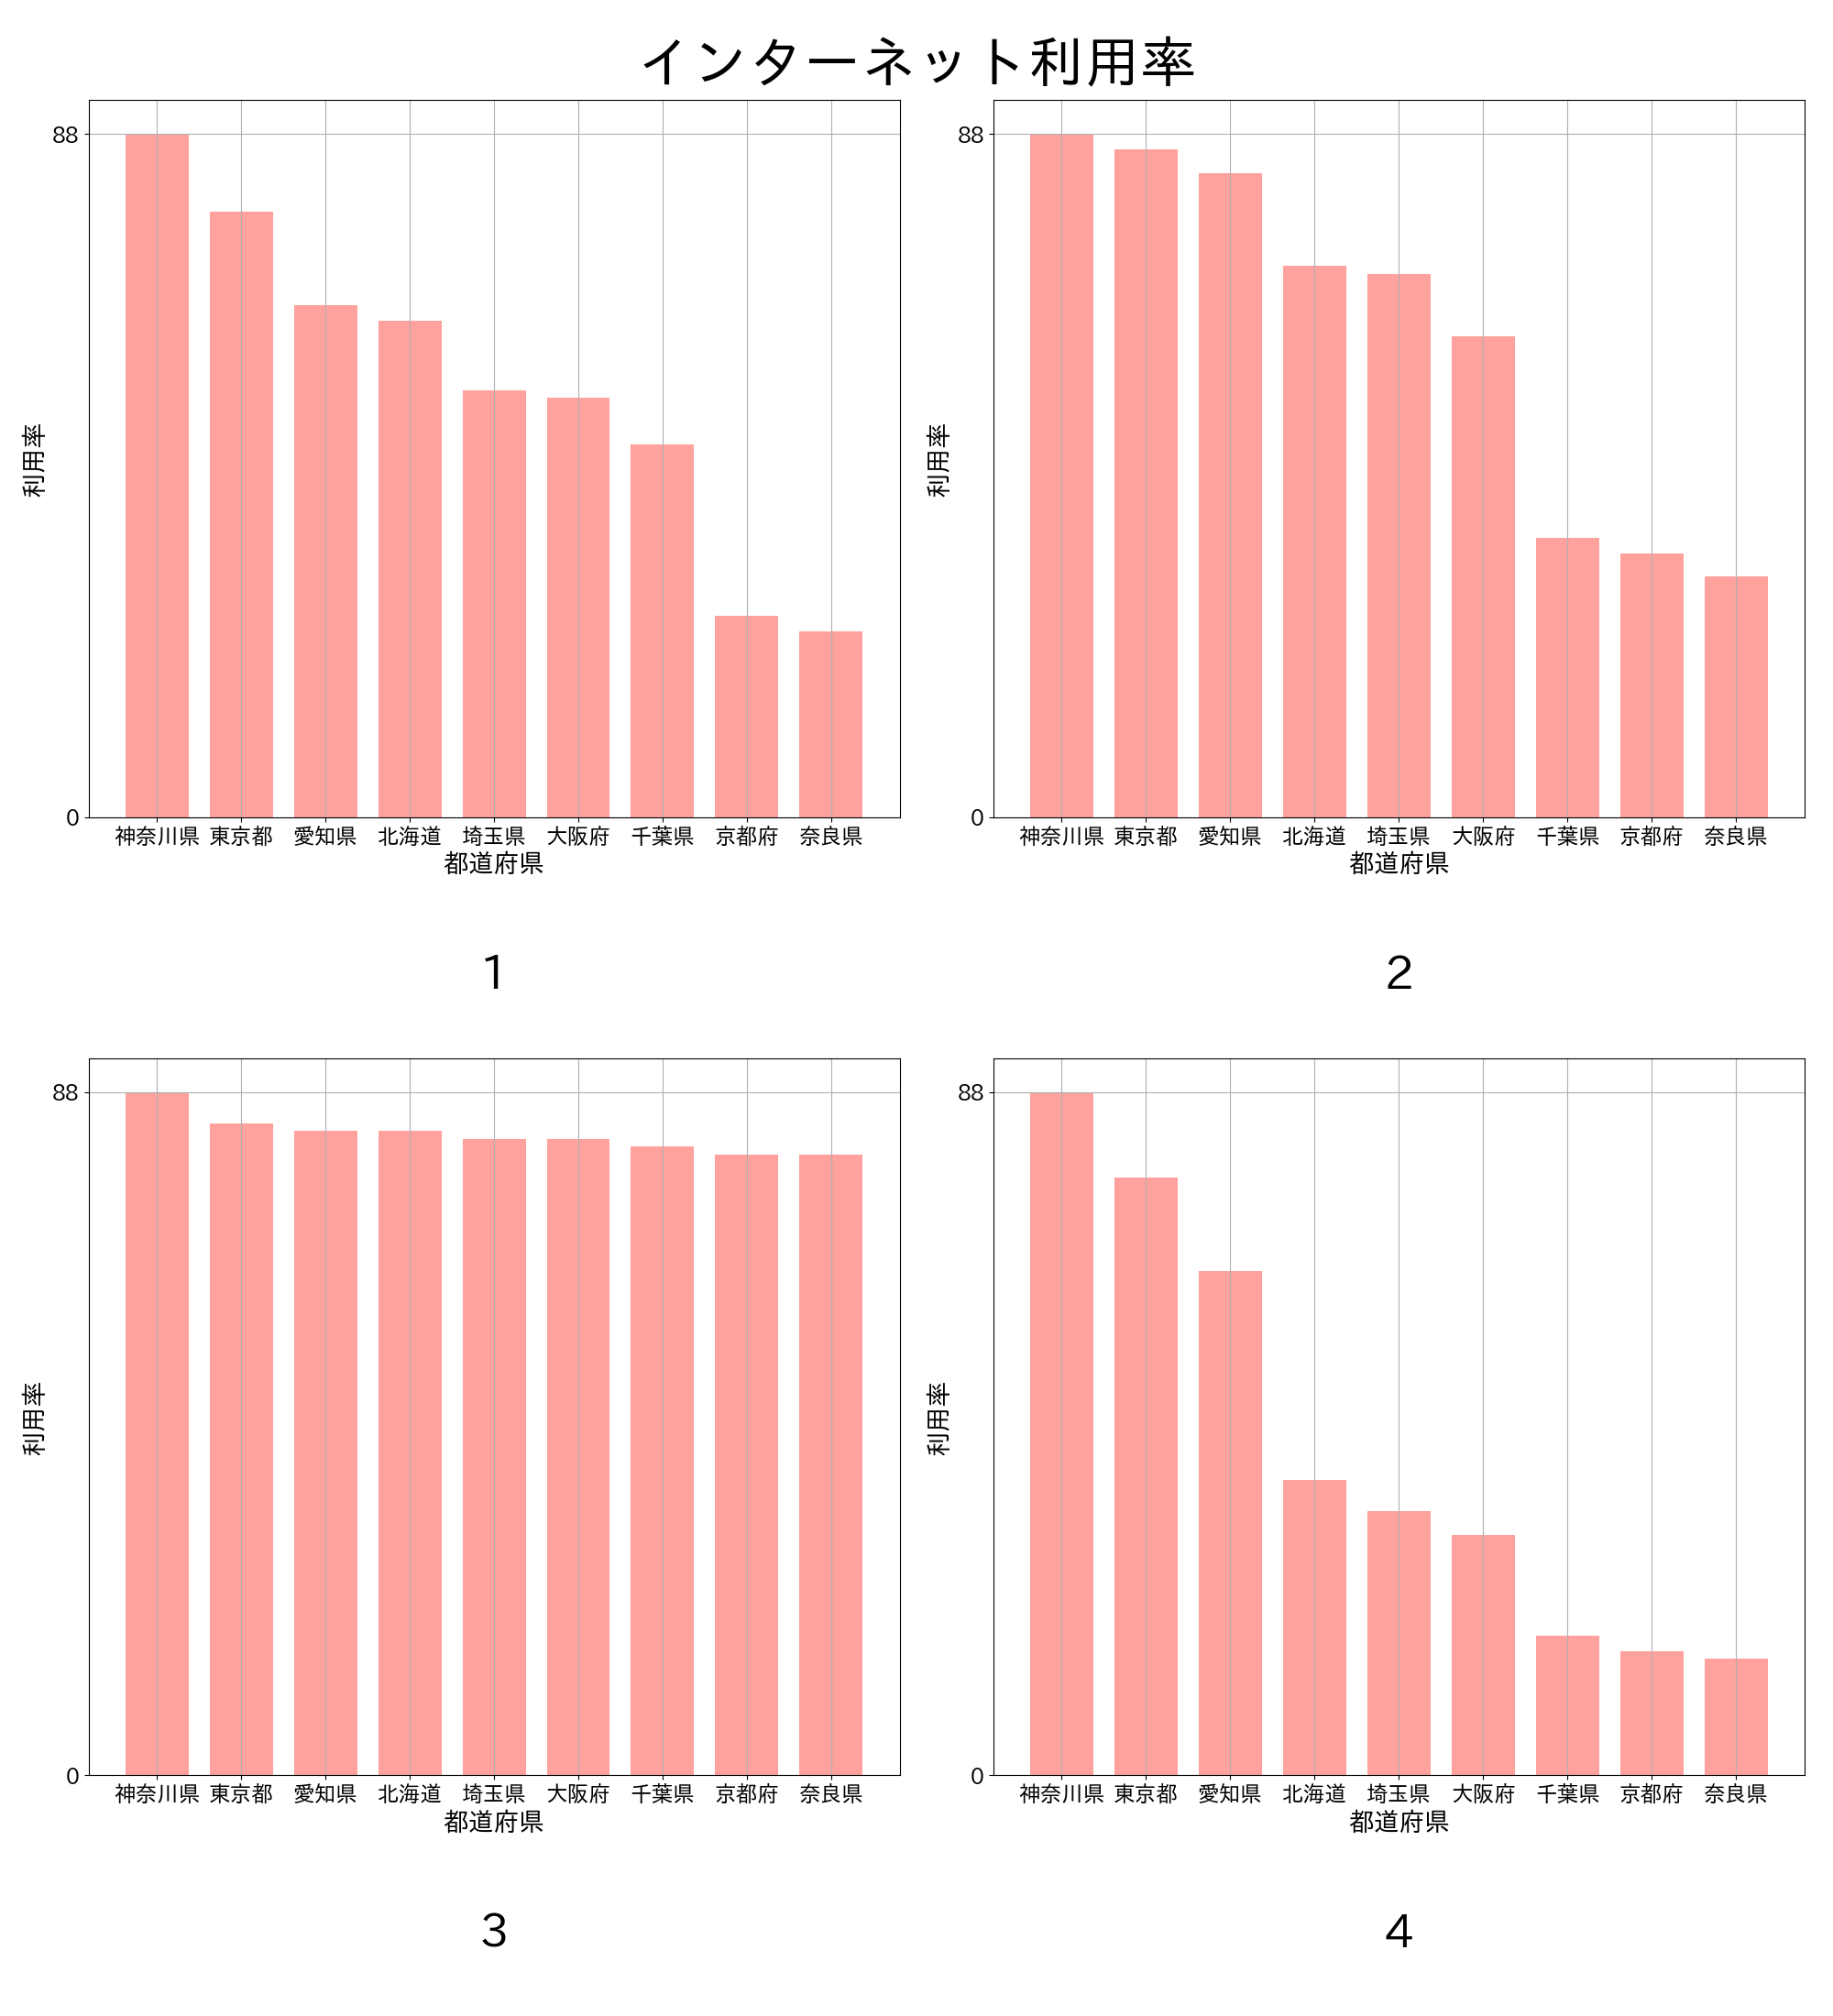 インターネット利用率
88
0
利用率
神奈川県 東京都 愛知県 北海道 埼玉県 大阪府 千葉県 京都府 奈良県
都道府県
1
88
0
利用率
神奈川県 東京都 愛知県 北海道 埼玉県 大阪府 千葉県 京都府 奈良県
都道府県
2
88
0
利用率
神奈川県 東京都 愛知県 北海道 埼玉県 大阪府 千葉県 京都府 奈良県
都道府県
3
88
0
利用率
神奈川県 東京都 愛知県 北海道 埼玉県 大阪府 千葉県 京都府 奈良県
都道府県
4